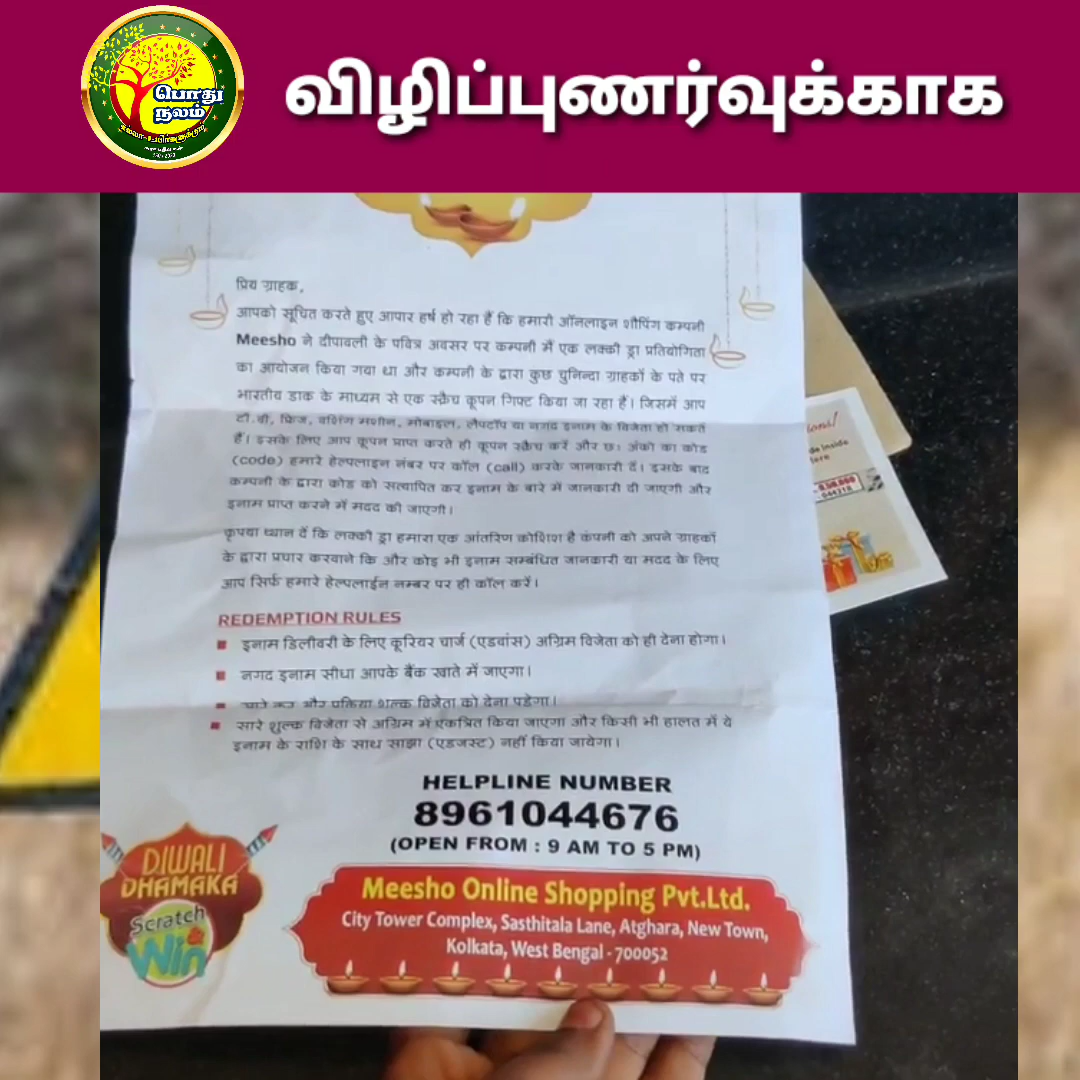 பொது
நலம்
விழிப்புணர்வுக்காக
प्रिय ग्राहक,
आपको सूचित करते हुए आपार हर्ष हो रहा हैं कि हमारी ऑनलाइन शौपिंग कम्पनी
Meesho ने दीपावली के पवित्र अवसर पर कम्पनी में एक लक्की ड्रा प्रतियोगिता
का आयोजन किया गया था और कम्पनी के द्वारा कुछ चुनिन्दा ग्राहकों के पते पर
भारतीय डाक के माध्यम से एक स्क्रैच कूपन गिफ्ट किया जा रहा हैं। जिसमें आप
टी.बी, फ्रिज, वाशिंग मशीन, मोबाइल, लैपटॉप या नगद इनाम के विजेता हो सकते
हैं। इसके लिए आप कूपन प्राप्त करते ही कूपन स्क्रैच करें और छः अंको का कोड
(code) हमारे हेल्पलाइन नंबर पर कॉल (call) करके जानकारी दें। इसके बाद
कम्पनी के द्वारा कोड को सत्यापित कर इनाम के बारे में जानकारी दी जाएगी और
इनाम प्राप्त करने में मदद की जाएगी।
कृपया ध्यान दें कि लक्की ड्रा हमारा एक आंतरिण कोशिश है कंपनी को अपने ग्राहकों
के द्वारा प्रचार करवाने कि और कोइ भी इनाम सम्बंधित जानकारी या मदद के लिए
आप सिर्फ हमारे हेल्पलाईन नम्बर पर ही कॉल करें।
REDEMPTION RULES
इनाम डिलीवरी के लिए कूरियर चार्ज (एडवांस) अग्रिम विजेता को ही देना होगा।
नगद इनाम सीधा आपके बैंक खाते में जाएगा।
सारे कर और प्रक्रिया शुल्क विजेता को देना पड़ेगा।
सारे शुल्क विजेता से अग्रिम में एकत्रित किया जाएगा और किसी भी हालत में ये
इनाम के राशि के साथ साझा (एडजस्ट) नहीं किया जायेगा।
HELPLINE NUMBER
8961044676
(OPEN FROM : 9 AM TO 5 PM)
DIWALI
DHAMAKA
Scratch
Win
Meesho Online Shopping Pvt.Ltd.
City Tower Complex, Sasthitala Lane, Atghara, New Town,
Kolkata, West Bengal - 700052